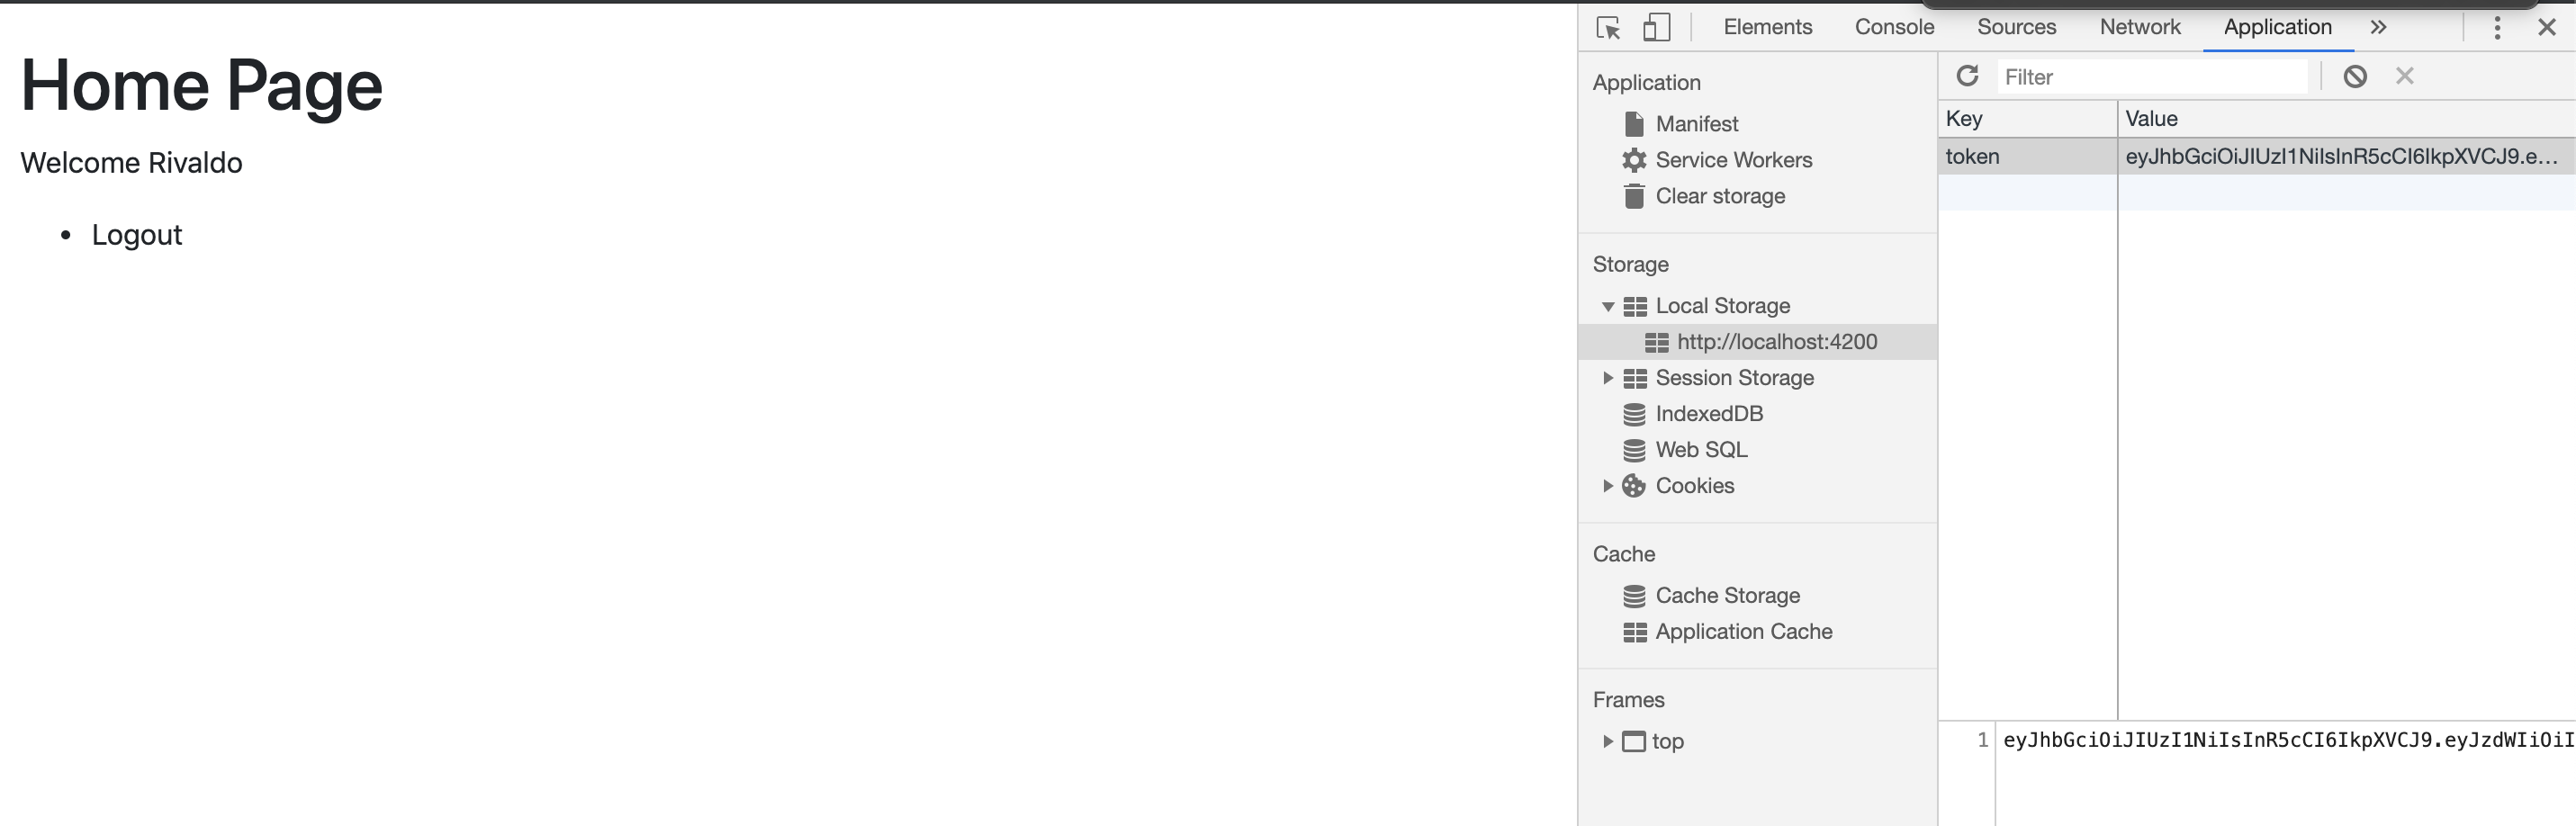 Home Page
Welcome Rivaldo
Logout
Elements Console Sources Network Application
Application
Manifest
Service Workers
Clear storage
Storage
Local Storage
http://localhost:4200
Session Storage
IndexedDB
Web SQL
Cookies
Cache
Cache Storage
Application Cache
Frames
top
Filter
Key Value
token eyJhbGciOiJIUzI1NiIsInR5cCI6IkpXVCJ9.e...
1 eyJhbGciOiJIUzI1NiIsInR5cCI6IkpXVCJ9.eyJzdWIiOiI